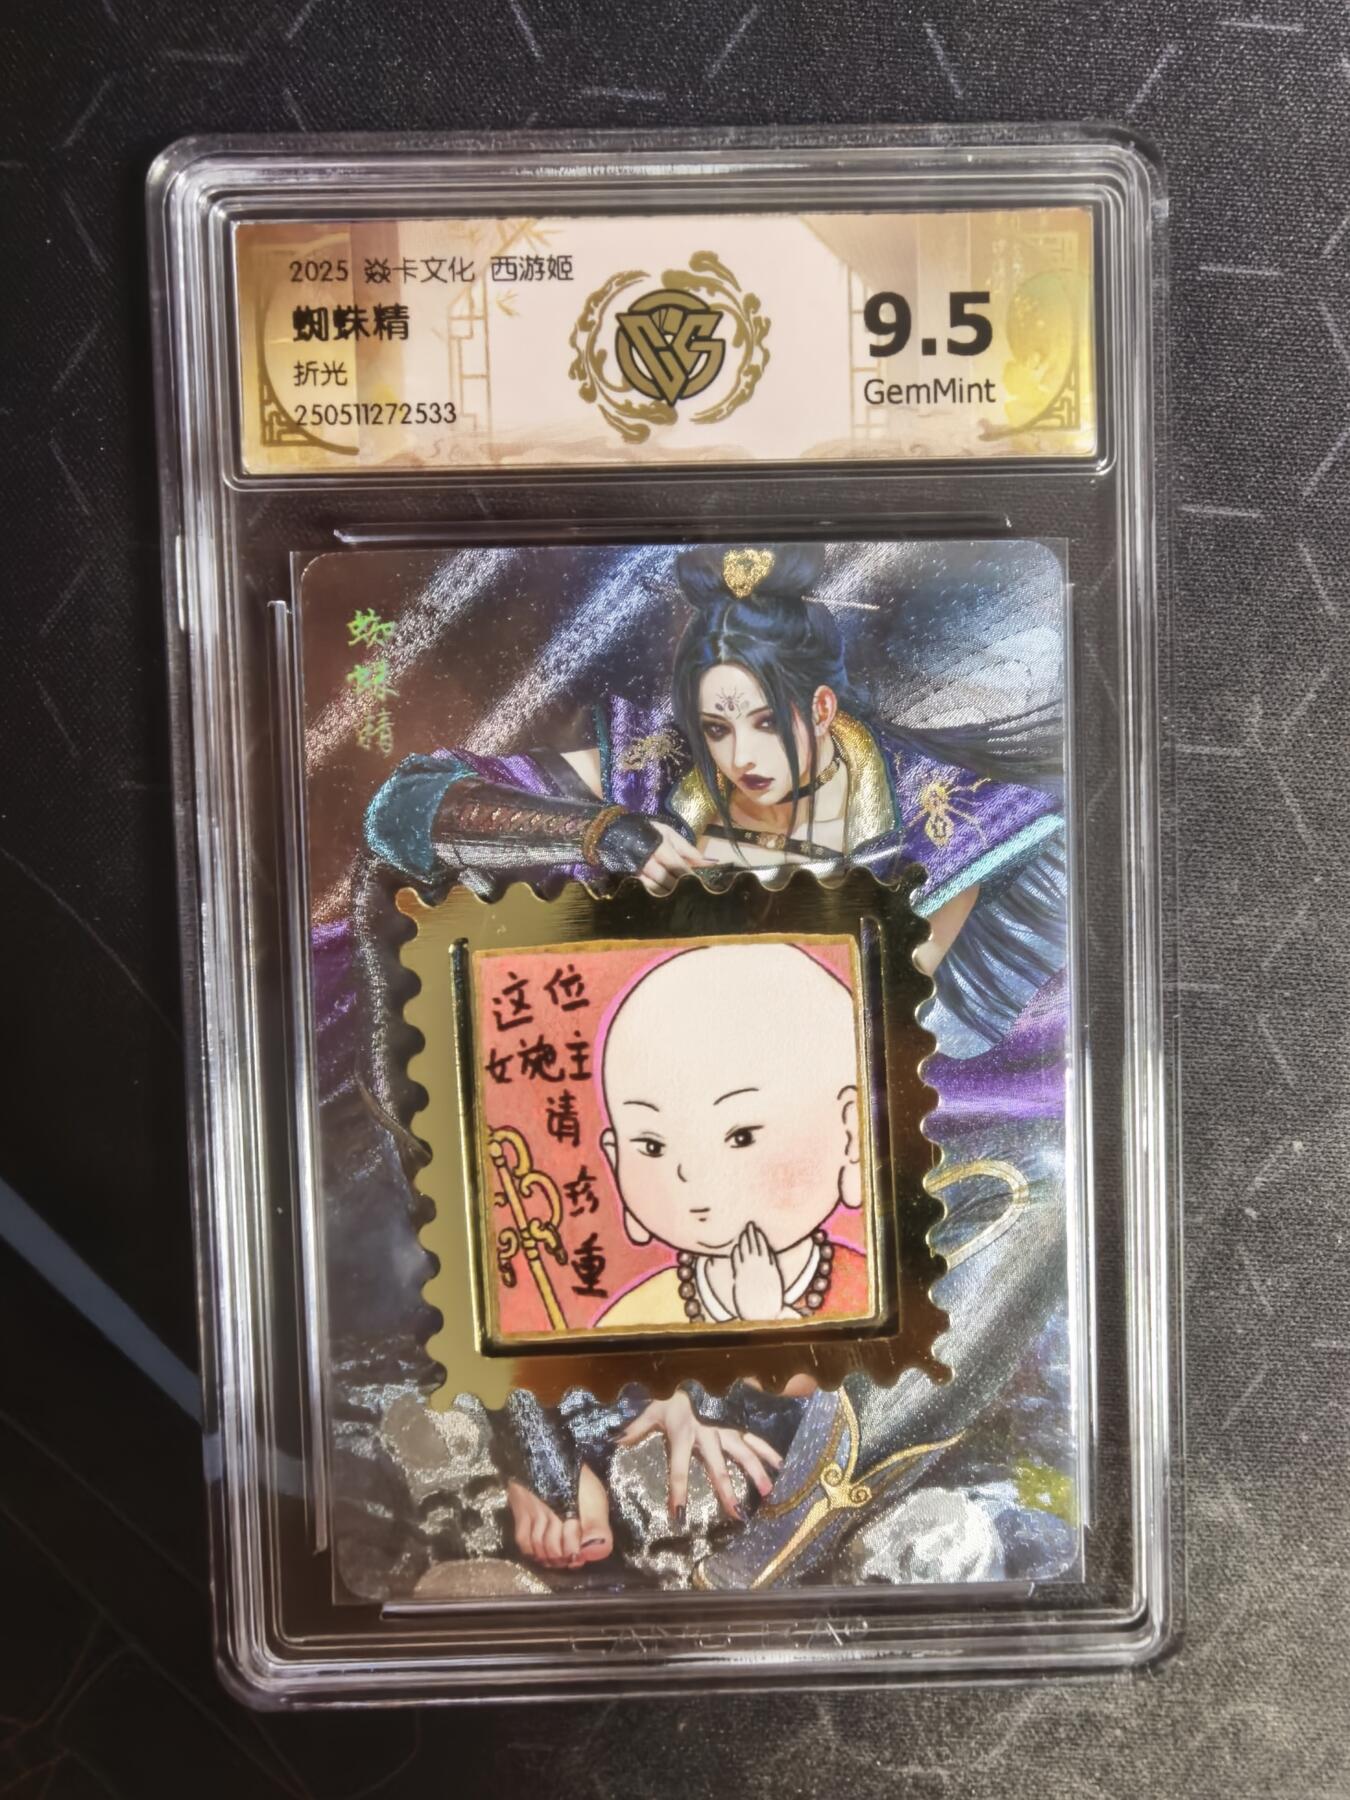 2025 焱卡文化 西游姬
蜘蛛精
折光
250511272533
9.5
GemMint
蜘蛛精
这位
女施主
请
珍
重